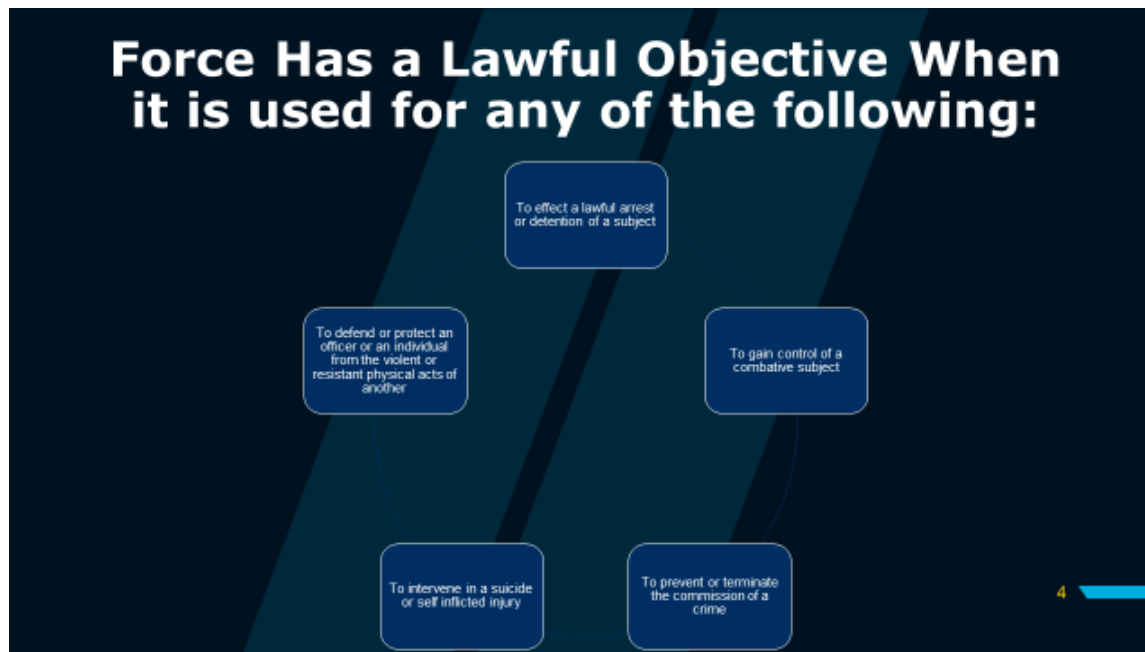 Force Has a Lawful Objective When
it is used for any of the following:
To effect a lawful arrest
or detention of a subject
To gain control of a
combative subject
To prevent or terminate
the commission of a
crime
To intervene in a suicide
or self inflicted injury
To defend or protect an
officer or an individual
from the violent or
resistant physical acts of
another
4